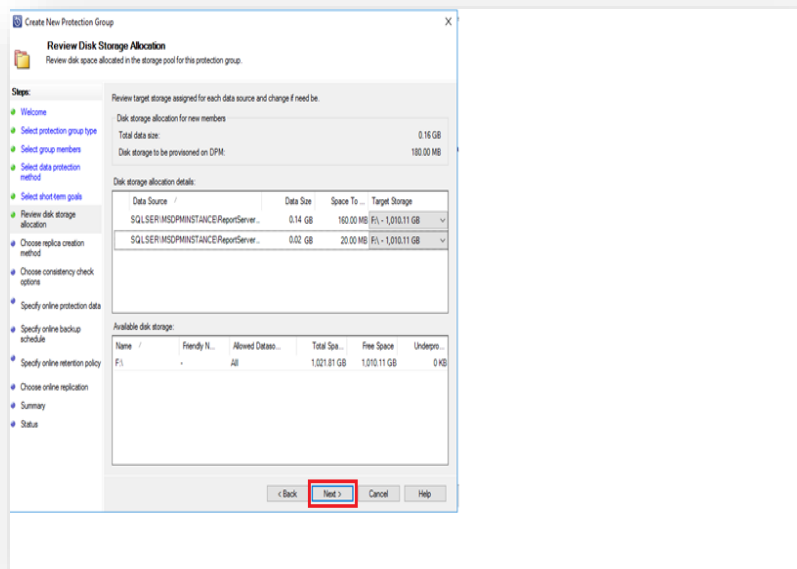 Create New Protection Group
X
Review Disk Storage Allocation
Review disk space allocated in the storage pool for this protection group.
Steps:
Welcome
Select protection group type
Select group members
Select data protection
method
Select short-term goals
Review disk storage
allocation
Choose replica creation
method
Choose consistency check
options
Specify online protection data
Specify online backup
schedule
Specify online retention policy
Choose online replication
Summary
Status
Review target storage assigned for each data source and change if need be.
Disk storage allocation for new members
Total data size: 0.16 GB
Disk storage to be provisoned on DPM: 180.00 MB
Disk storage allocation details:
Data Source / Data Size Space To ... Target Storage
SQLSER\MSDPMINSTANCE\ReportServer... 0.14 GB 160.00 MB F:\ - 1,010.11 GB
SQLSER\MSDPMINSTANCE\ReportServer... 0.02 GB 20.00 MB F:\ - 1,010.11 GB
Available disk storage:
Name / Friendly N... Allowed Dataso... Total Spa... Free Space Underpro...
F:\ - All 1,021.81 GB 1,010.11 GB 0 KB
< Back Next > Cancel Help